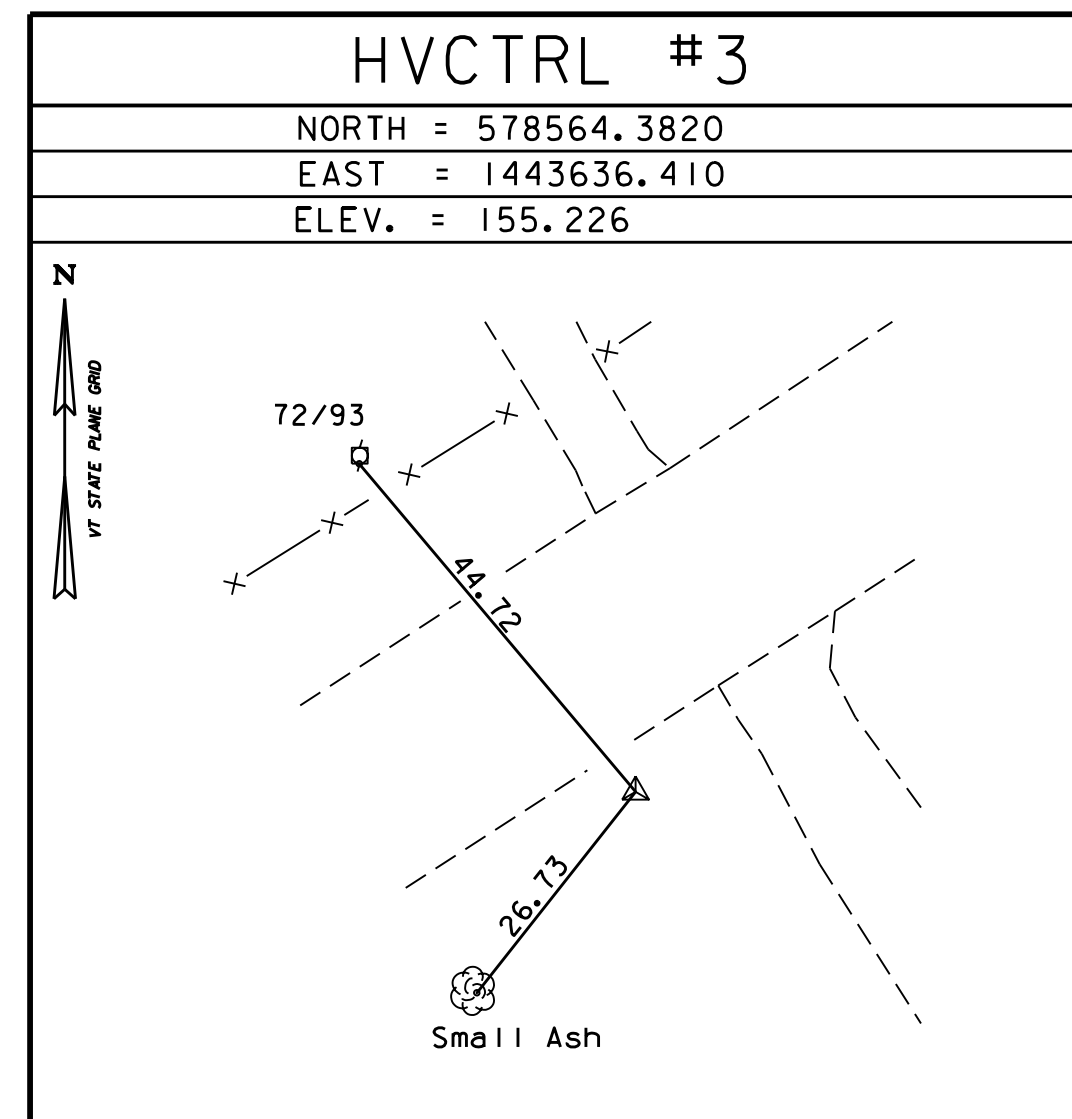 HVCTRL #3
NORTH = 578564.3820
EAST = 1443636.410
ELEV. = 155.226
N
VT STATE PLANE GRID
72/93
44.72
26.73
Small Ash